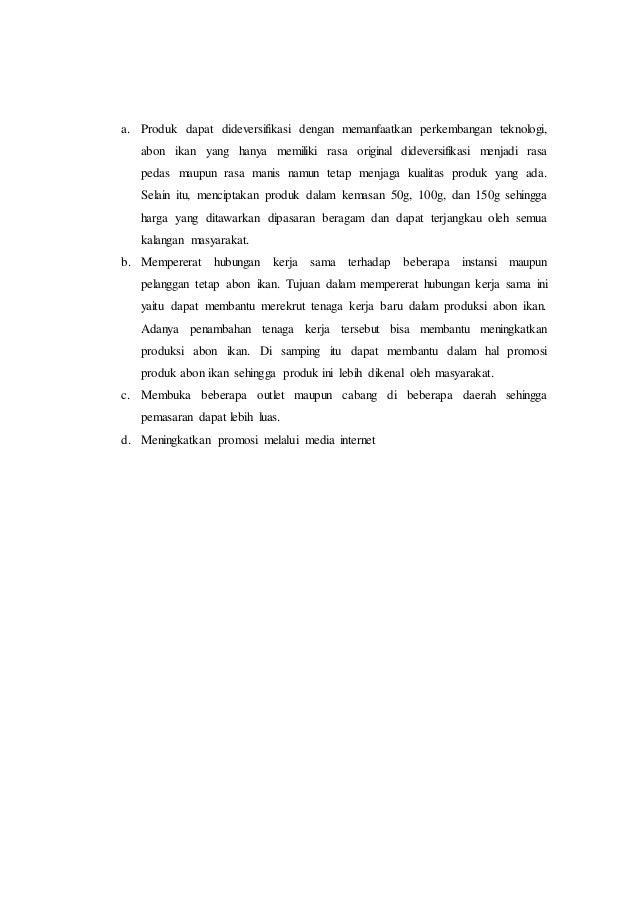 a. Produk dapat dideversifikasi dengan memanfaatkan perkembangan teknologi,
abon ikan yang hanya memiliki rasa original dideversifikasi menjadi rasa
pedas maupun rasa manis namun tetap menjaga kualitas produk yang ada.
Selain itu, menciptakan produk dalam kemasan 50g, 100g, dan 150g sehingga
harga yang ditawarkan dipasaran beragam dan dapat terjangkau oleh semua
kalangan masyarakat.
b. Mempererat hubungan kerja sama terhadap beberapa instansi maupun
pelanggan tetap abon ikan. Tujuan dalam mempererat hubungan kerja sama ini
yaitu dapat membantu merekrut tenaga kerja baru dalam produksi abon ikan.
Adanya penambahan tenaga kerja tersebut bisa membantu meningkatkan
produksi abon ikan. Di samping itu dapat membantu dalam hal promosi
produk abon ikan sehingga produk ini lebih dikenal oleh masyarakat.
c. Membuka beberapa outlet maupun cabang di beberapa daerah sehingga
pemasaran dapat lebih luas.
d. Meningkatkan promosi melalui media internet